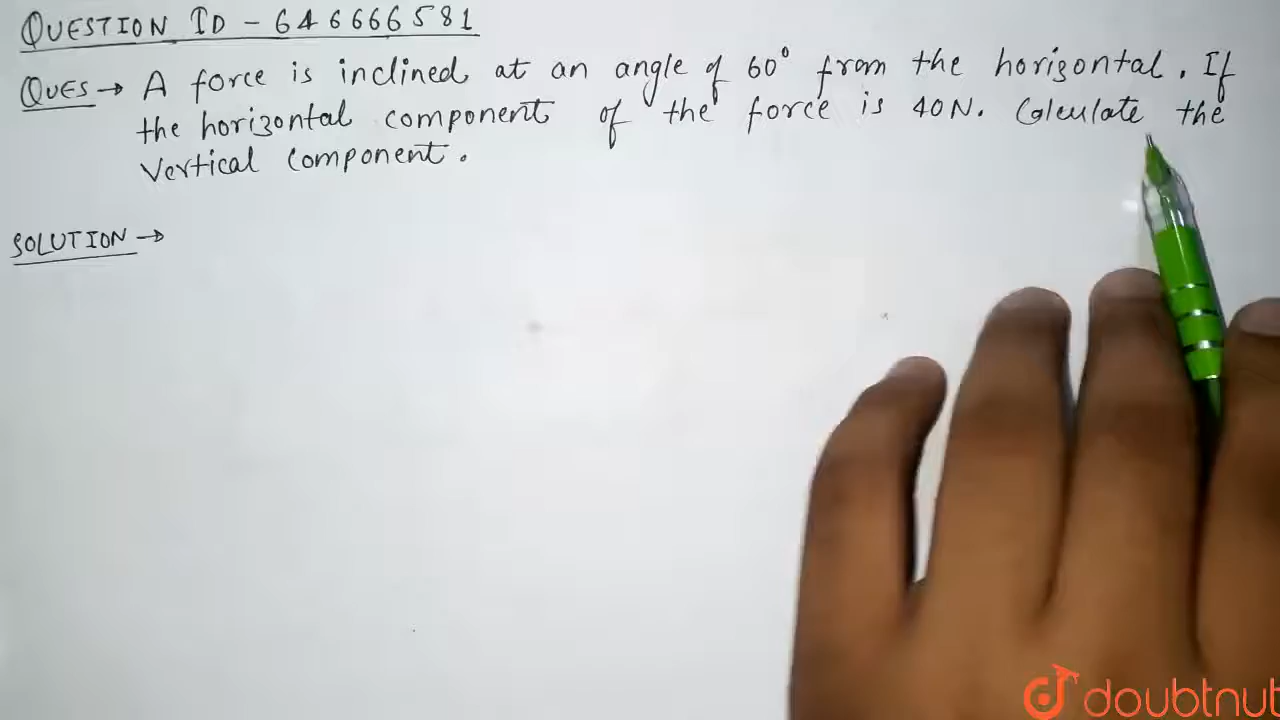 QUESTION ID - 646666581
QUES → A force is inclined at an angle of 60° from the horizontal. If
the horizontal component of the force is 40N. Calculate the
vertical component.
SOLUTION →
doubtnut